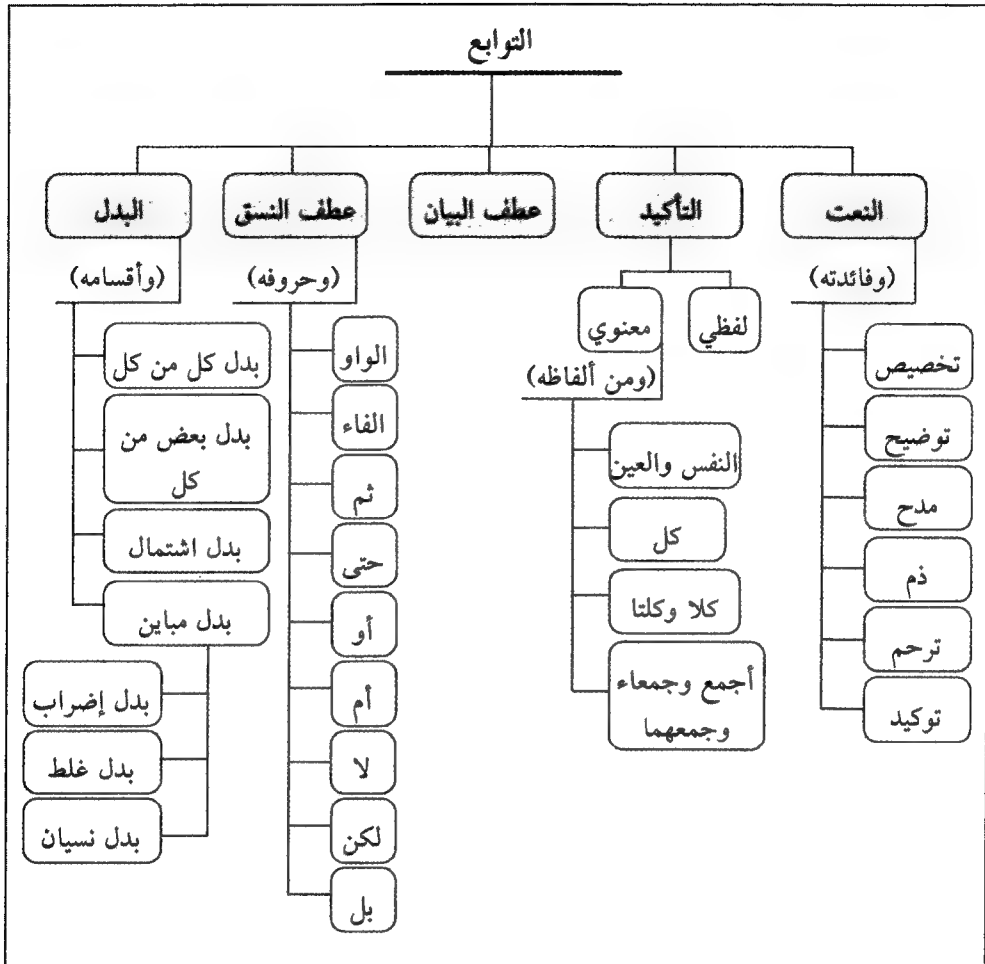 التوابع
النعت
(وفائدته)
تخصيص
توضيح
مدح
ذم
ترحم
توكيد
التأكيد
لفظي
معنوي
(ومن ألفاظه)
النفس والعين
كل
كلا وكلتا
أجمع وجمعاء
وجمعهما
عطف البيان
عطف النسق
(وحروفه)
الواو
الفاء
ثم
حتى
أو
أم
لا
لكن
بل
البدل
(وأقسامه)
بدل كل من كل
بدل بعض من
كل
بدل اشتمال
بدل مباين
بدل إضراب
بدل غلط
بدل نسيان